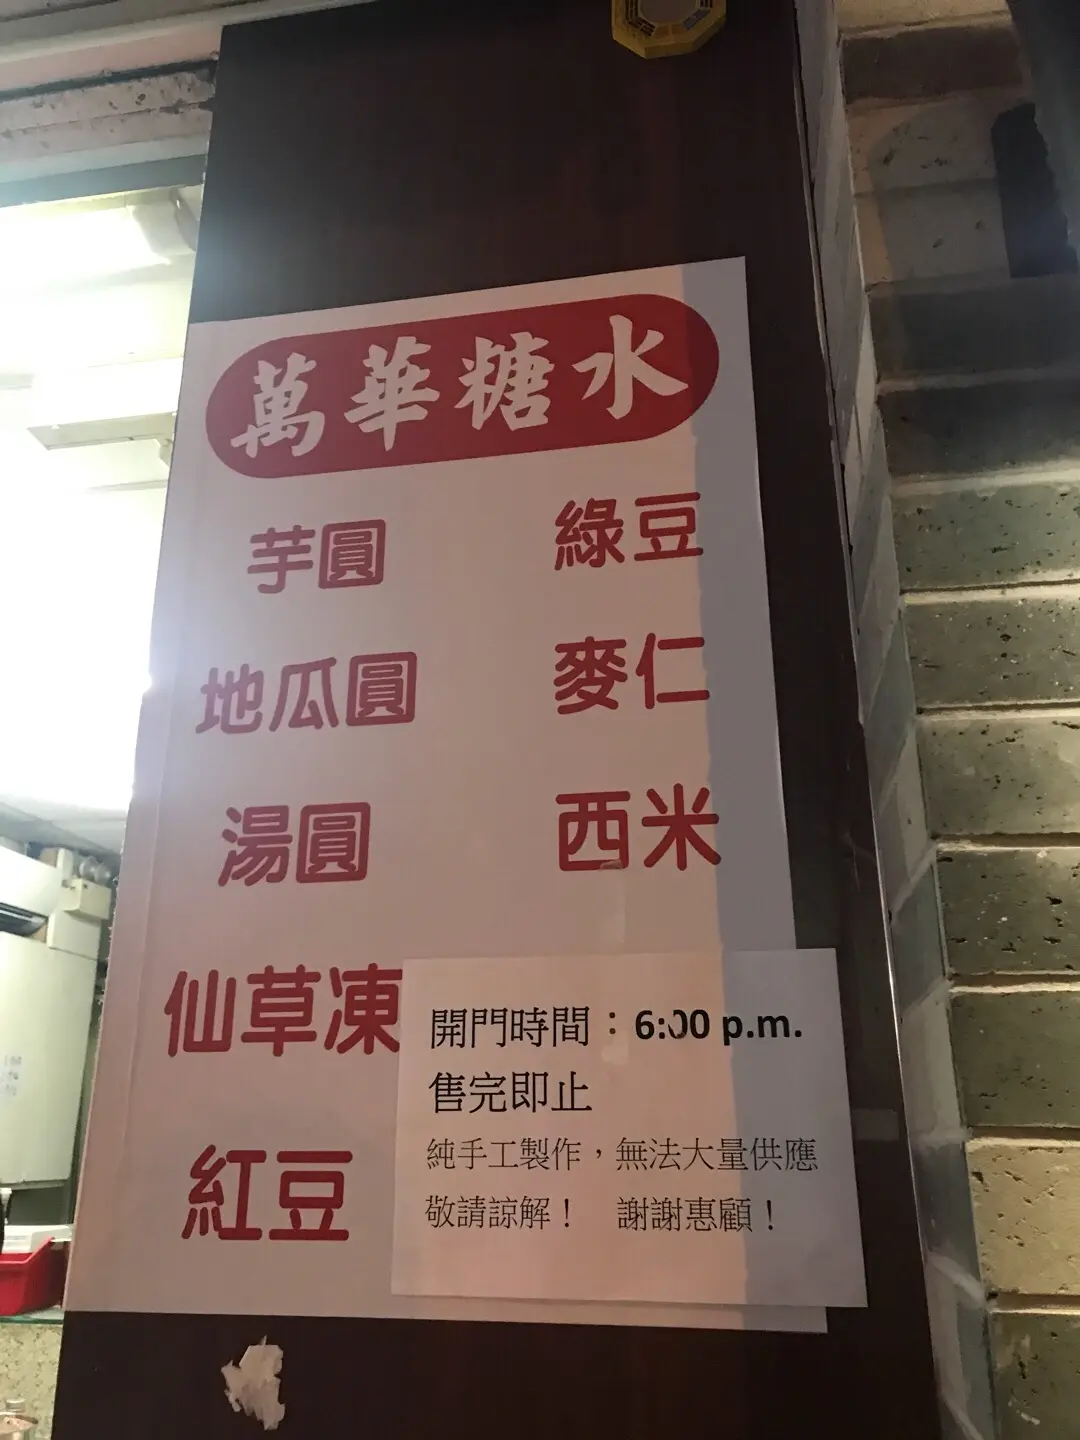 萬華糖水
芋圓
綠豆
地瓜圓
麥仁
湯圓
西米
仙草凍
紅豆
開門時間：6:00 p.m.
售完即止
純手工製作，無法大量供應
敬請諒解！ 謝謝惠顧！